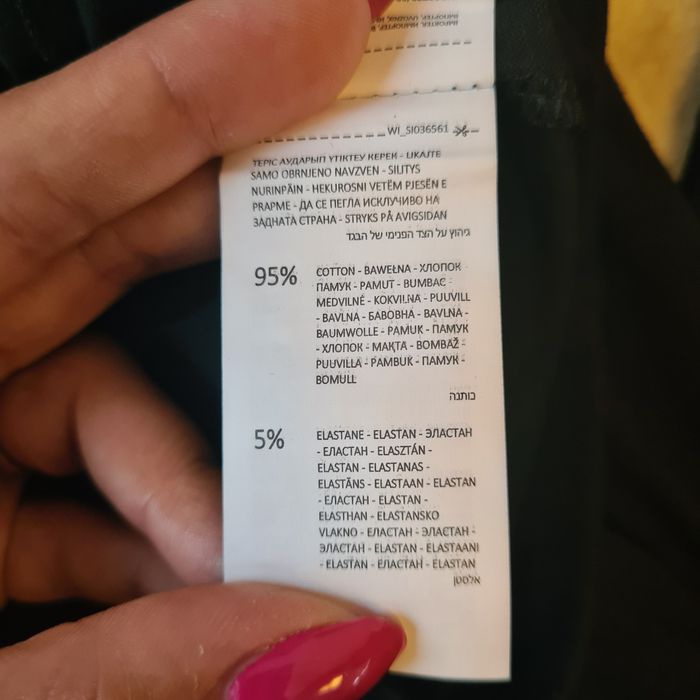 WI_SI036561
ТЕРІС АУДАРЫП ҮТІКТЕУ КЕРЕК - LIKAJTE
SAMO OBRNJENO NAVZVEN - SILITYS
NURINPÄIN - HEKUROSNI VETËM PJESËN E
PRAPME - ДА СЕ ПЕГЛА ИСКЛУЧИВО НА
ЗАДНАТА СТРАНА - STRYKS PÅ AVIGSIDAN
גיהוץ על הצד הפנימי של הבגד
95% COTTON - BAWEŁNA - ХЛОПОК
ПАМУК - PAMUT - BUMBAC -
MEDVILNĖ - KOKVILNA - PUUVILL
- BAVLNA - БАВОВНА - BAVLNA -
BAUMWOLLE - PAMUK - ПАМУК
- ХЛОПОК - МАҚТА - BOMBAŽ -
PUUVILLA - PAMBUK - ПАМУК -
BOMULL
כותנה
5% ELASTANE - ELASTAN - ЭЛАСТАН
- ЕЛАСТАН - ELASZTÁN -
ELASTAN - ELASTANAS -
ELASTĀNS - ELASTAAN - ELASTAN
- ЕЛАСТАН - ELASTAN -
ELASTHAN - ELASTANSKO
VLAKNO - ЕЛАСТАН - ЭЛАСТАН -
ЭЛАСТАН - ELASTAN - ELASTAANI
- ELASTAN - ЕЛАСТАН - ELASTAN
אלסטן